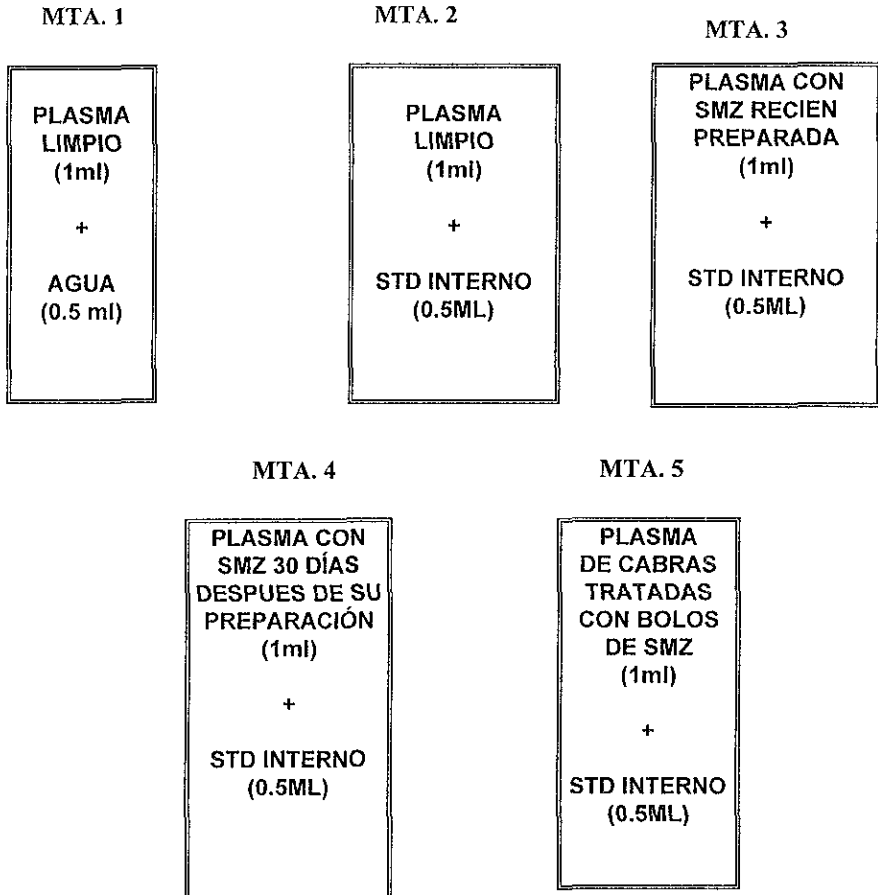 MTA. 1
MTA. 2
MTA. 3
PLASMA
LIMPIO
(1ml)
+
AGUA
(0.5 ml)
PLASMA
LIMPIO
(1ml)
+
STD INTERNO
(0.5ML)
PLASMA CON
SMZ RECIEN
PREPARADA
(1ml)
+
STD INTERNO
(0.5ML)
MTA. 4
MTA. 5
PLASMA CON
SMZ 30 DÍAS
DESPUES DE SU
PREPARACIÓN
(1ml)
+
STD INTERNO
(0.5ML)
PLASMA
DE CABRAS
TRATADAS
CON BOLOS
DE SMZ
(1ml)
+
STD INTERNO
(0.5ML)